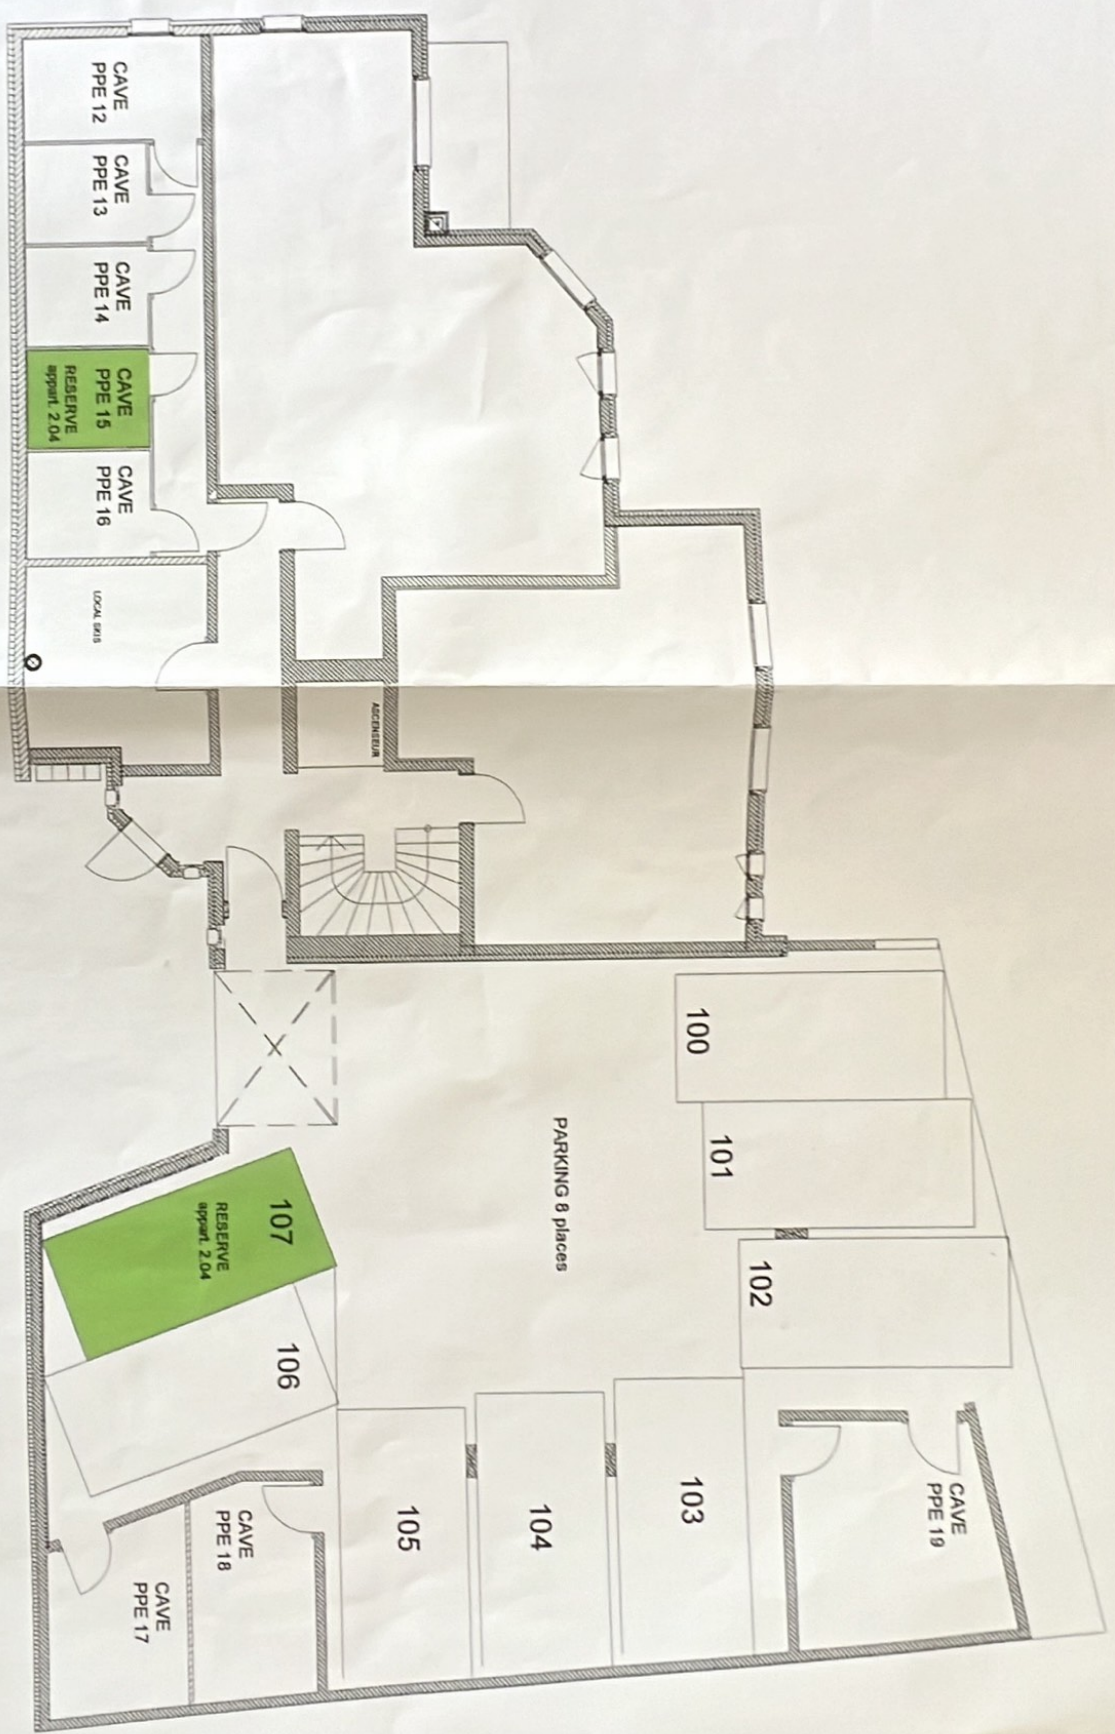 CAVE
PPE 12
CAVE
PPE 13
CAVE
PPE 14
CAVE
PPE 15
RESERVE
appart. 2.04
CAVE
PPE 16
LOCAL SKIS
ASCENSEUR
100
101
102
PARKING 8 places
107
RESERVE
appart. 2.04
106
105
104
103
CAVE
PPE 19
CAVE
PPE 18
CAVE
PPE 17